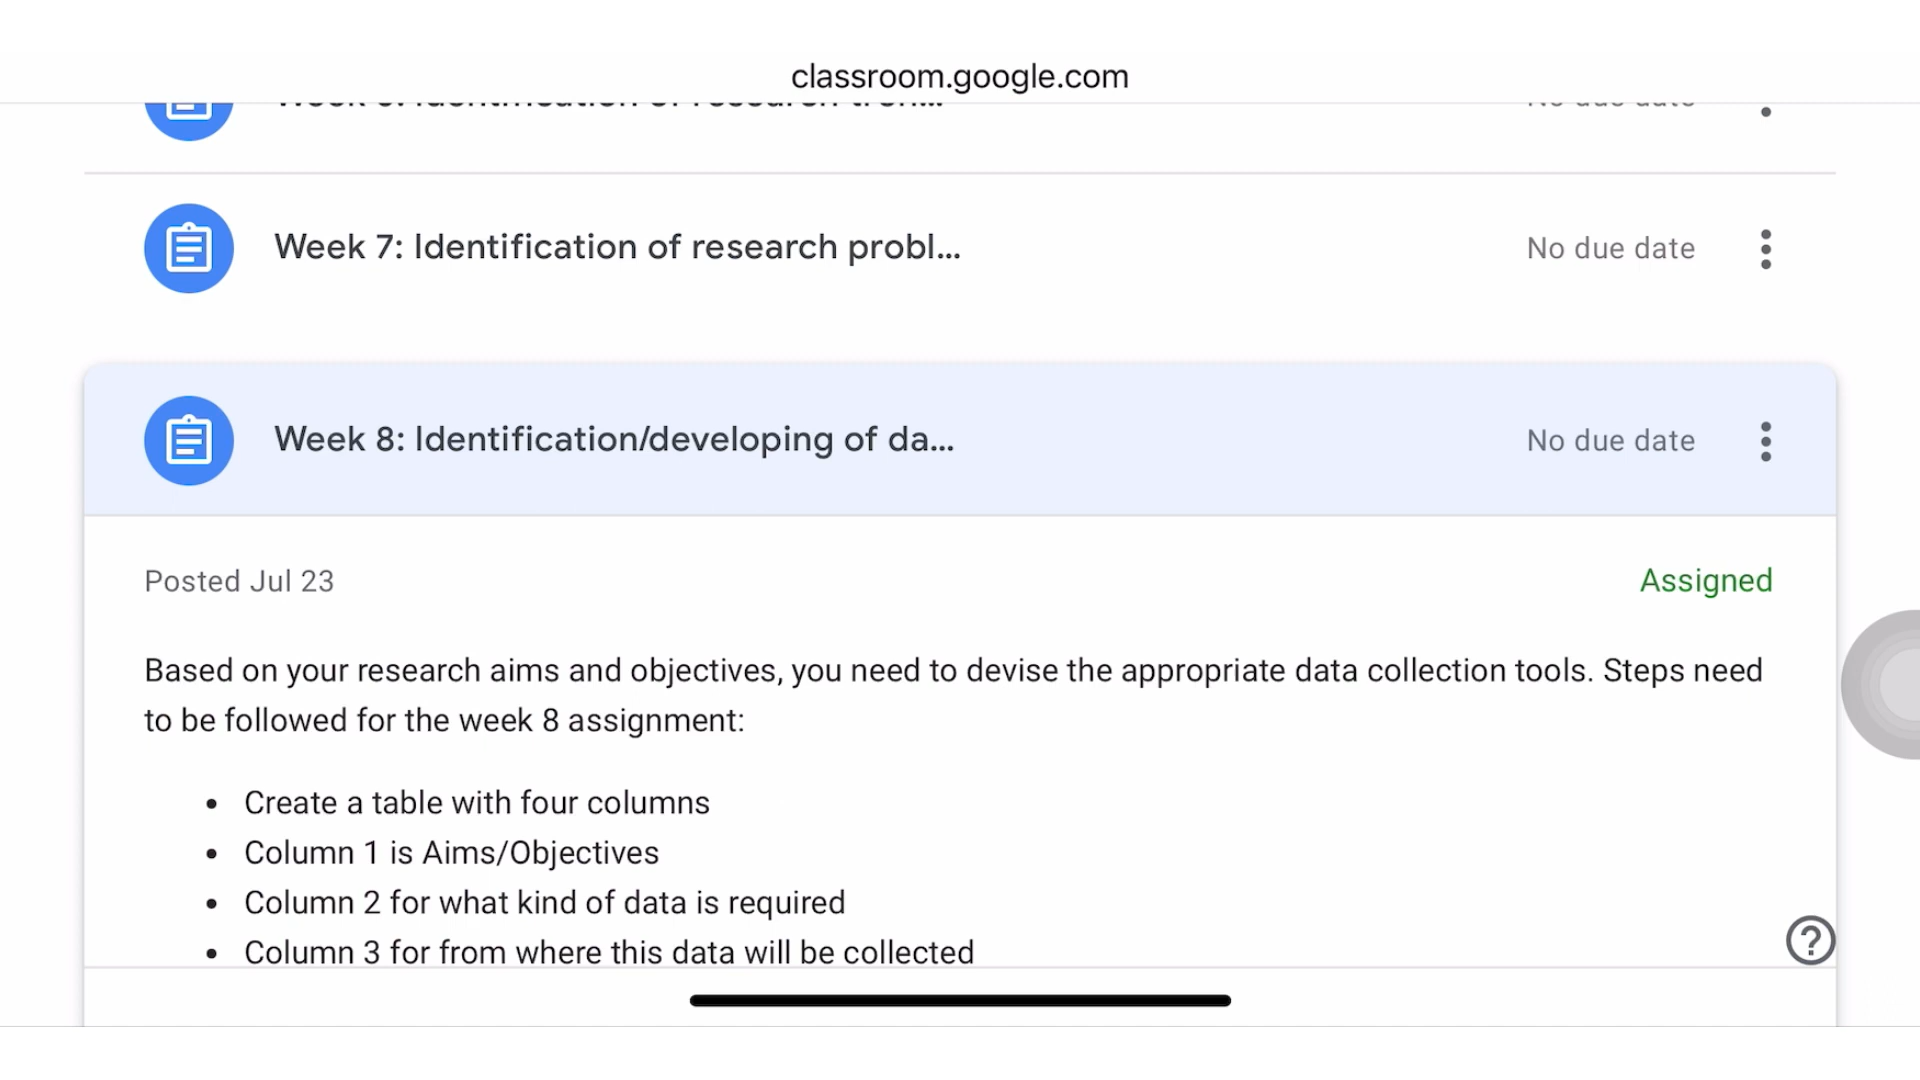 classroom.google.com
Week 7: Identification of research probl...
No due date
Week 8: Identification/developing of da...
No due date
Posted Jul 23
Assigned
Based on your research aims and objectives, you need to devise the appropriate data collection tools. Steps need
to be followed for the week 8 assignment:
• Create a table with four columns
• Column 1 is Aims/Objectives
• Column 2 for what kind of data is required
• Column 3 for from where this data will be collected